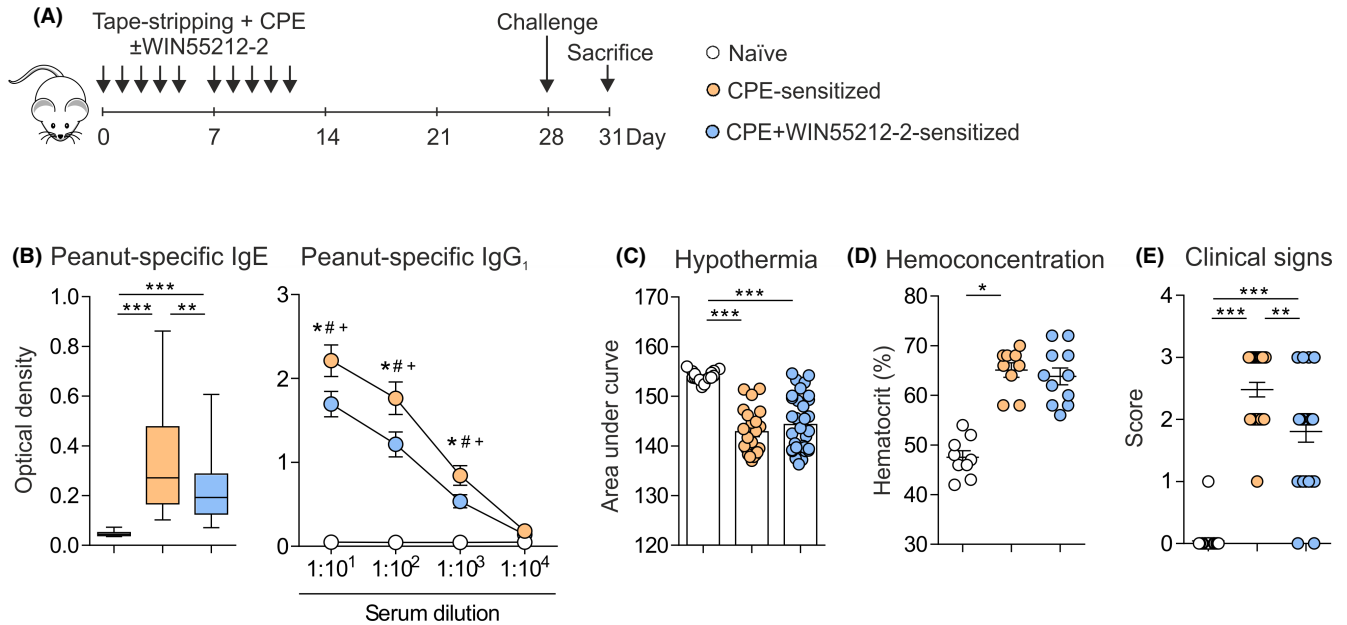 (A)
Tape-stripping + CPE
±WIN55212-2
Challenge
Sacrifice
0 7 14 21 28 31 Day
Naïve
CPE-sensitized
CPE+WIN55212-2-sensitized
(B) Peanut-specific IgE
Optical density
1.0
0.8
0.6
0.4
0.2
0.0
***
*** **
Peanut-specific IgG₁
3
2
1
0
*# +
*# +
*# +
1:10¹ 1:10² 1:10³ 1:10⁴
Serum dilution
(C) Hypothermia
Area under curve
170
160
150
140
130
120
***
***
(D) Hemoconcentration
Hematocrit (%)
80
70
60
50
40
30
*
(E) Clinical signs
Score
4
3
2
1
0
***
*** **